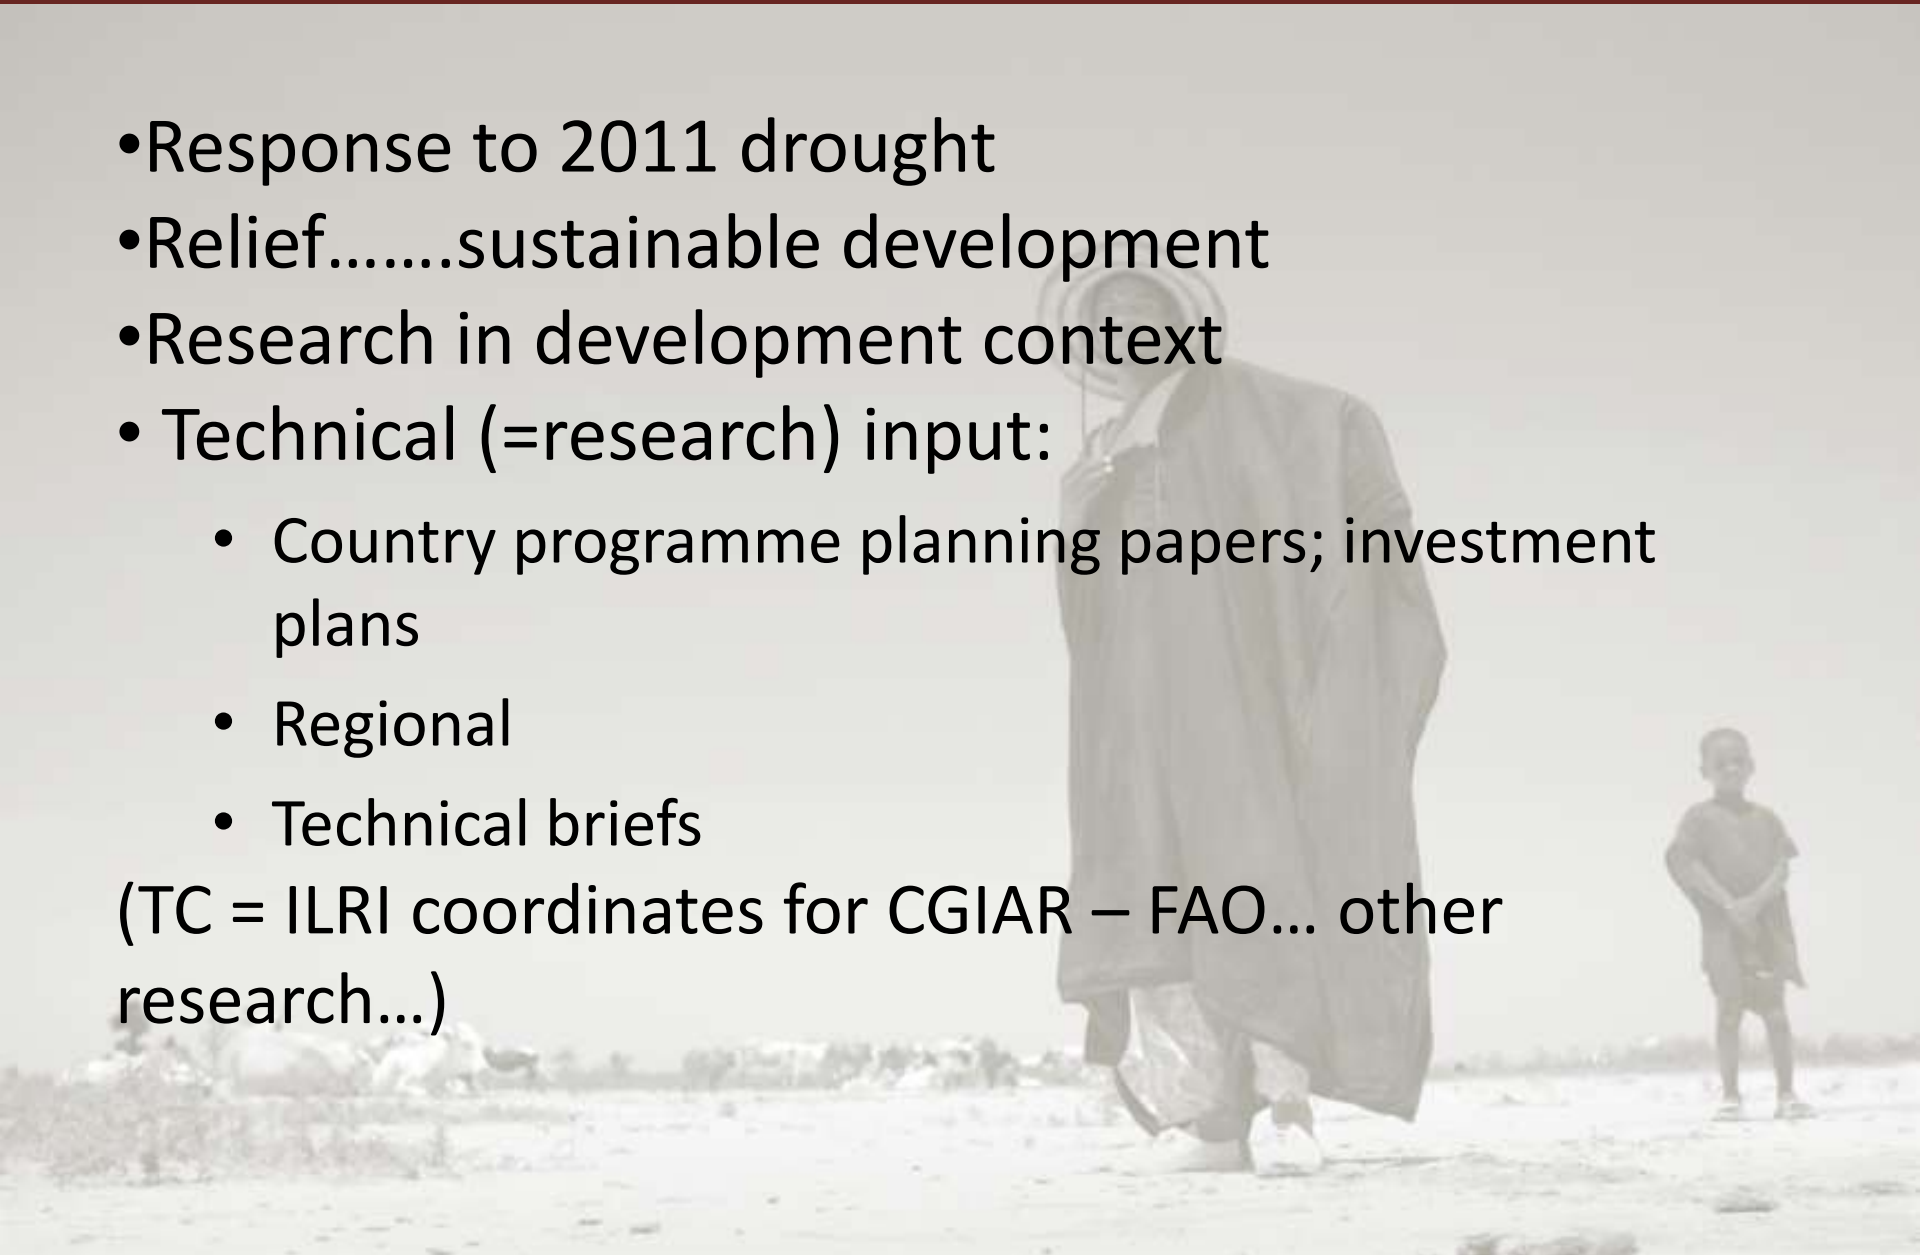 •Response to 2011 drought
•Relief…….sustainable development
•Research in development context
• Technical (=research) input:
• Country programme planning papers; investment
plans
• Regional
• Technical briefs
(TC = ILRI coordinates for CGIAR – FAO… other
research…)